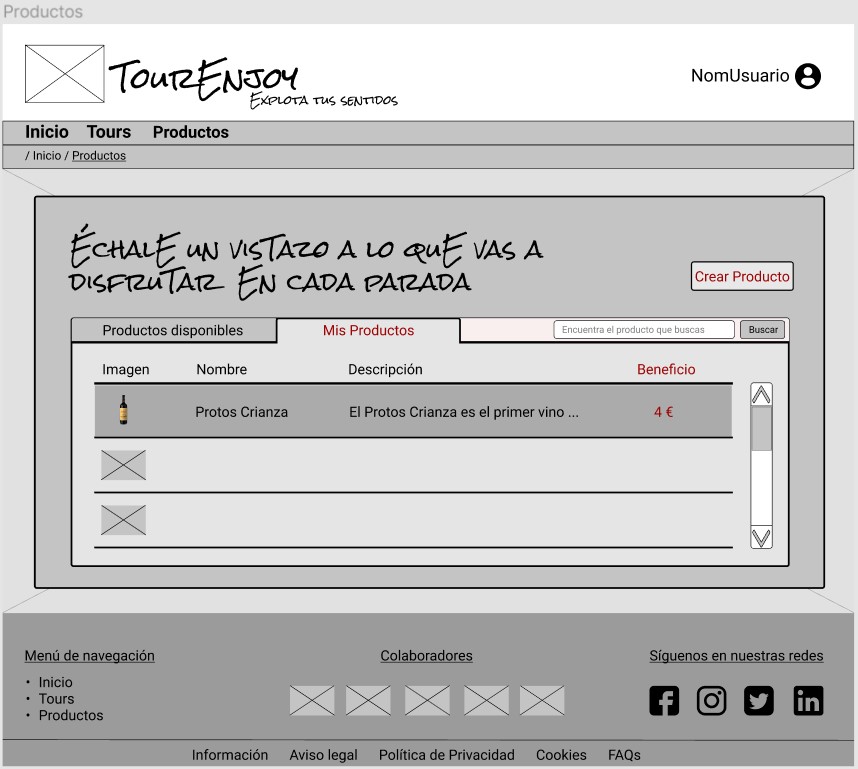 Productos
TourEnjoy
Explota tus sentidos
NomUsuario
Inicio Tours Productos
/ Inicio / Productos
Échale un vistazo a lo que vas a
disfrutar en cada parada
Crear Producto
Productos disponibles Mis Productos Encuentra el producto que buscas Buscar
Imagen Nombre Descripción Beneficio
Protos Crianza El Protos Crianza es el primer vino ... 4 €
Menú de navegación Colaboradores Síguenos en nuestras redes
• Inicio
• Tours
• Productos
Información Aviso legal Política de Privacidad Cookies FAQs